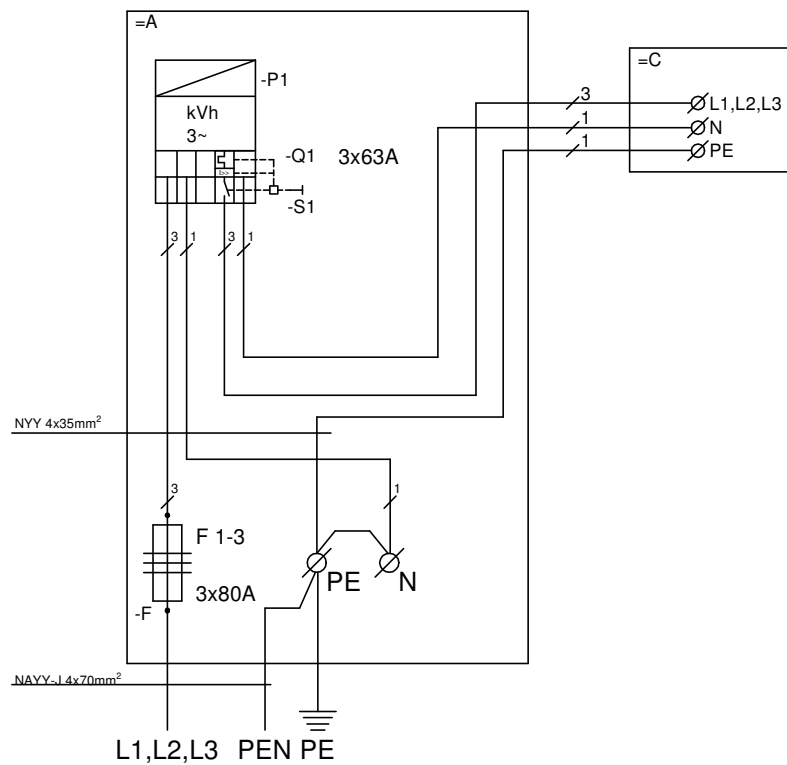 =A
=C
-P1
kVh
3~
3
L1,L2,L3
1
N
1
PE
-Q1
3x63A
I>>
-S1
3
1
3
1
NYY 4x35mm²
3
1
F 1-3
3x80A
-F
PE
N
NAYY-J 4x70mm²
L1,L2,L3
PEN
PE